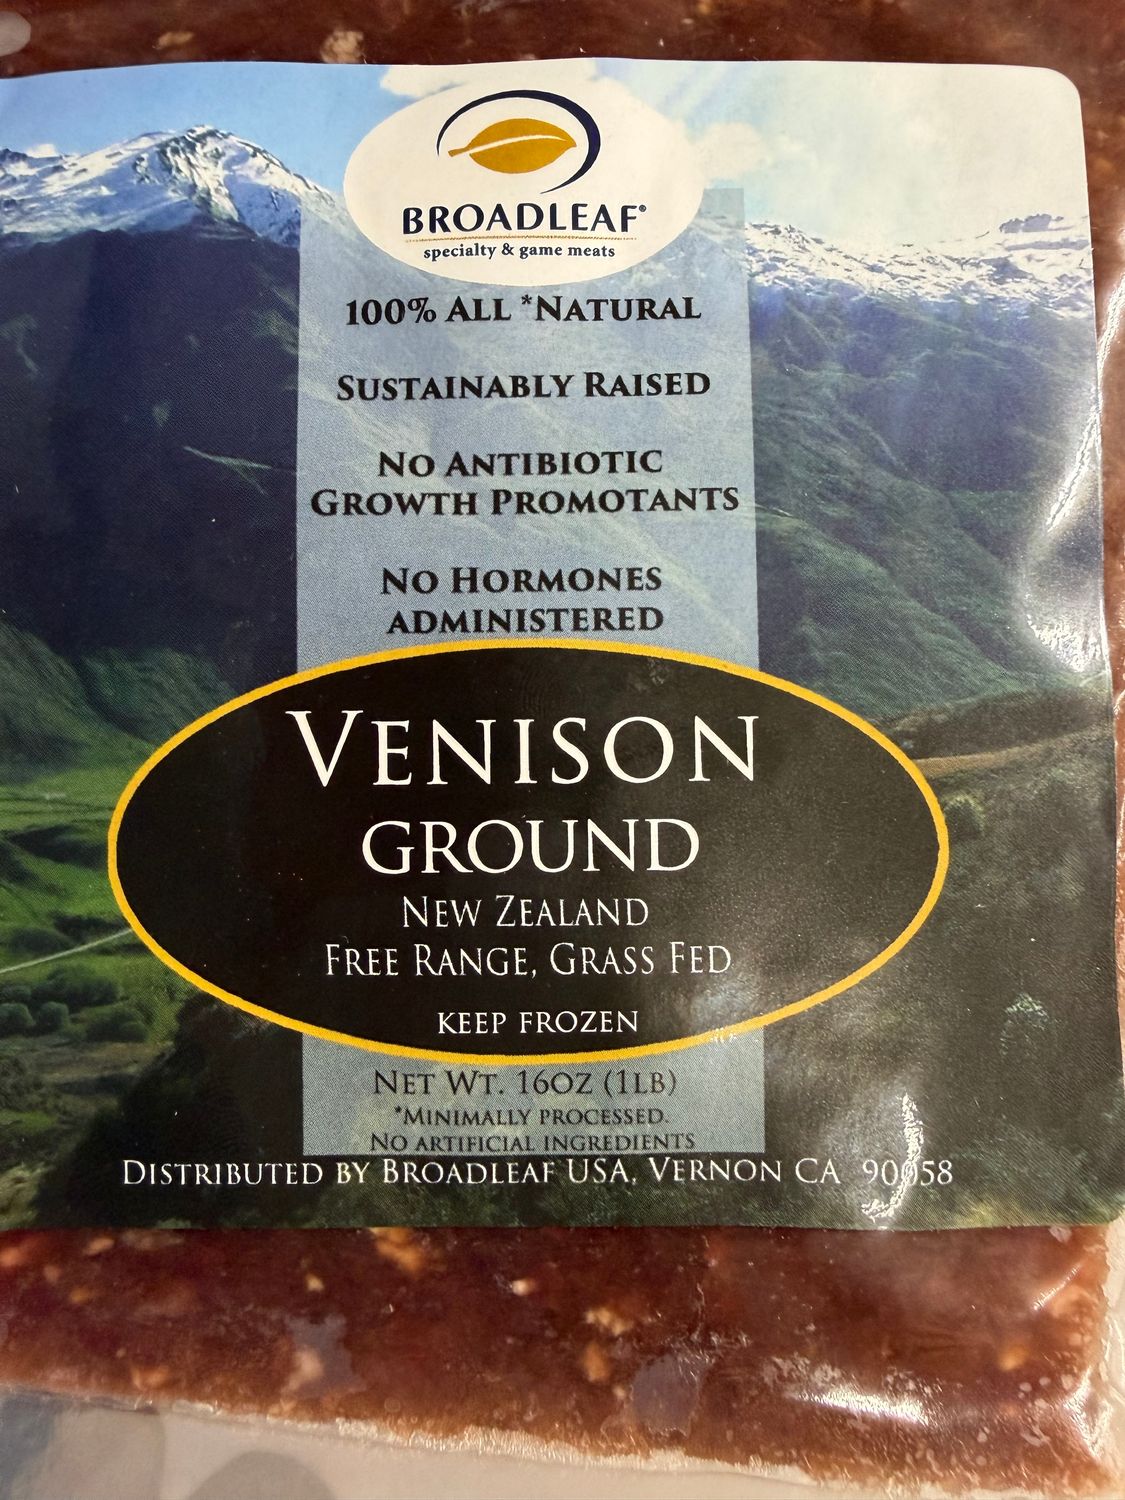 BROADLEAF®
specialty & game meats
100% ALL *NATURAL
SUSTAINABLY RAISED
NO ANTIBIOTIC
GROWTH PROMOTANTS
NO HORMONES
ADMINISTERED
VENISON
GROUND
NEW ZEALAND
FREE RANGE, GRASS FED
KEEP FROZEN
NET WT. 16OZ (1LB)
*MINIMALLY PROCESSED.
NO ARTIFICIAL INGREDIENTS
DISTRIBUTED BY BROADLEAF USA, VERNON CA 90058